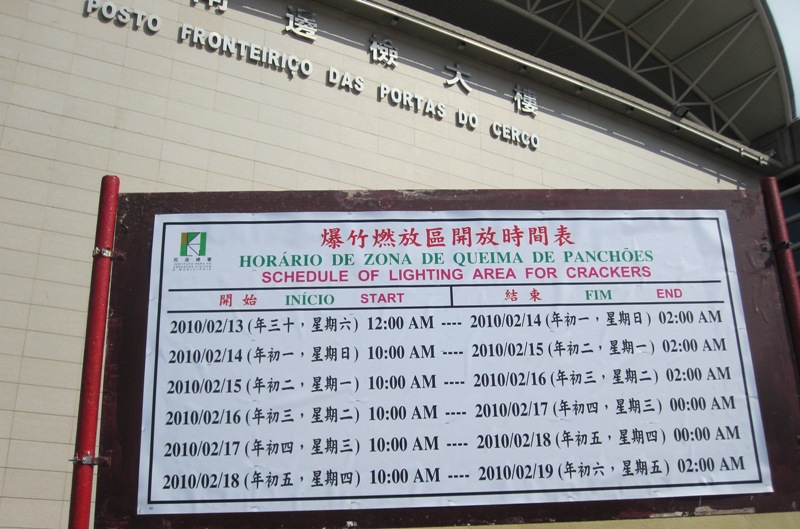 邊檢大樓
POSTO FRONTEIRIÇO DAS PORTAS DO CERCO
民政總署
爆竹燃放區開放時間表
HORÁRIO DE ZONA DE QUEIMA DE PANCHÕES
SCHEDULE OF LIGHTING AREA FOR CRACKERS
開始 INÍCIO START 結束 FIM END
2010/02/13 (年三十，星期六) 12:00 AM ---- 2010/02/14 (年初一，星期日) 02:00 AM
2010/02/14 (年初一，星期日) 10:00 AM ---- 2010/02/15 (年初二，星期一) 02:00 AM
2010/02/15 (年初二，星期一) 10:00 AM ---- 2010/02/16 (年初三，星期二) 02:00 AM
2010/02/16 (年初三，星期二) 10:00 AM ---- 2010/02/17 (年初四，星期三) 00:00 AM
2010/02/17 (年初四，星期三) 10:00 AM ---- 2010/02/18 (年初五，星期四) 00:00 AM
2010/02/18 (年初五，星期四) 10:00 AM ---- 2010/02/19 (年初六，星期五) 02:00 AM